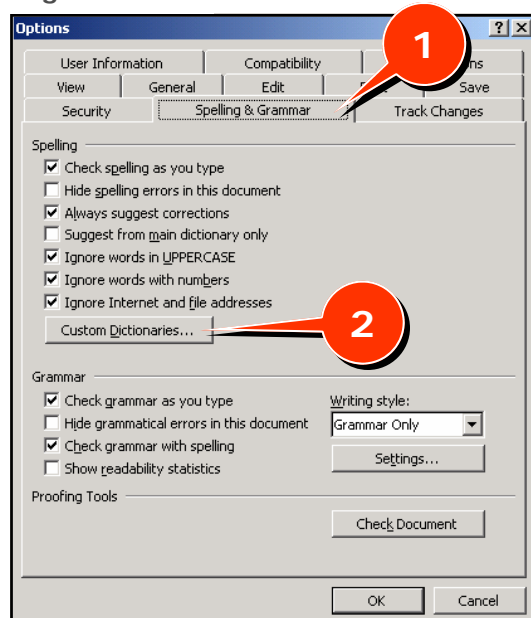 Options
1
User Information Compatibility
View General Edit Save
Security Spelling & Grammar Track Changes
Spelling
Check spelling as you type
Hide spelling errors in this document
Always suggest corrections
Suggest from main dictionary only
Ignore words in UPPERCASE
Ignore words with numbers
Ignore Internet and file addresses
Custom Dictionaries...
2
Grammar
Check grammar as you type Writing style:
Hide grammatical errors in this document Grammar Only
Check grammar with spelling
Show readability statistics Settings...
Proofing Tools
Check Document
OK Cancel